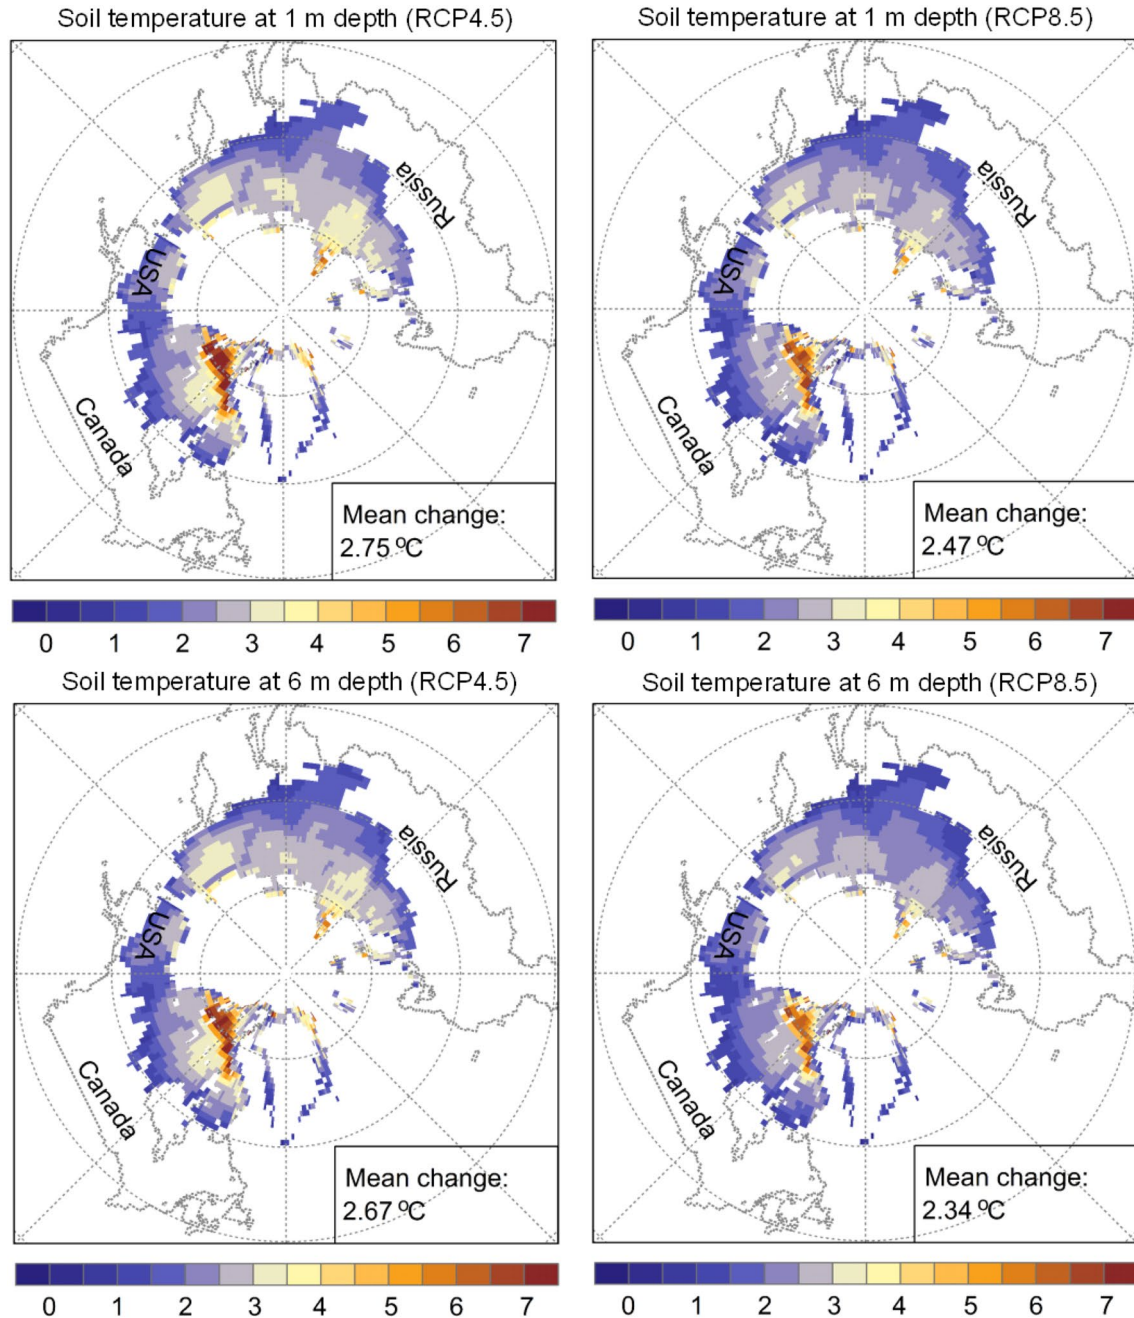 Soil temperature at 1 m depth (RCP4.5)
Russia
USA
Canada
Mean change:
2.75 ºC
0 1 2 3 4 5 6 7
Soil temperature at 1 m depth (RCP8.5)
Russia
USA
Canada
Mean change:
2.47 ºC
0 1 2 3 4 5 6 7
Soil temperature at 6 m depth (RCP4.5)
Russia
USA
Canada
Mean change:
2.67 ºC
0 1 2 3 4 5 6 7
Soil temperature at 6 m depth (RCP8.5)
Russia
USA
Canada
Mean change:
2.34 ºC
0 1 2 3 4 5 6 7